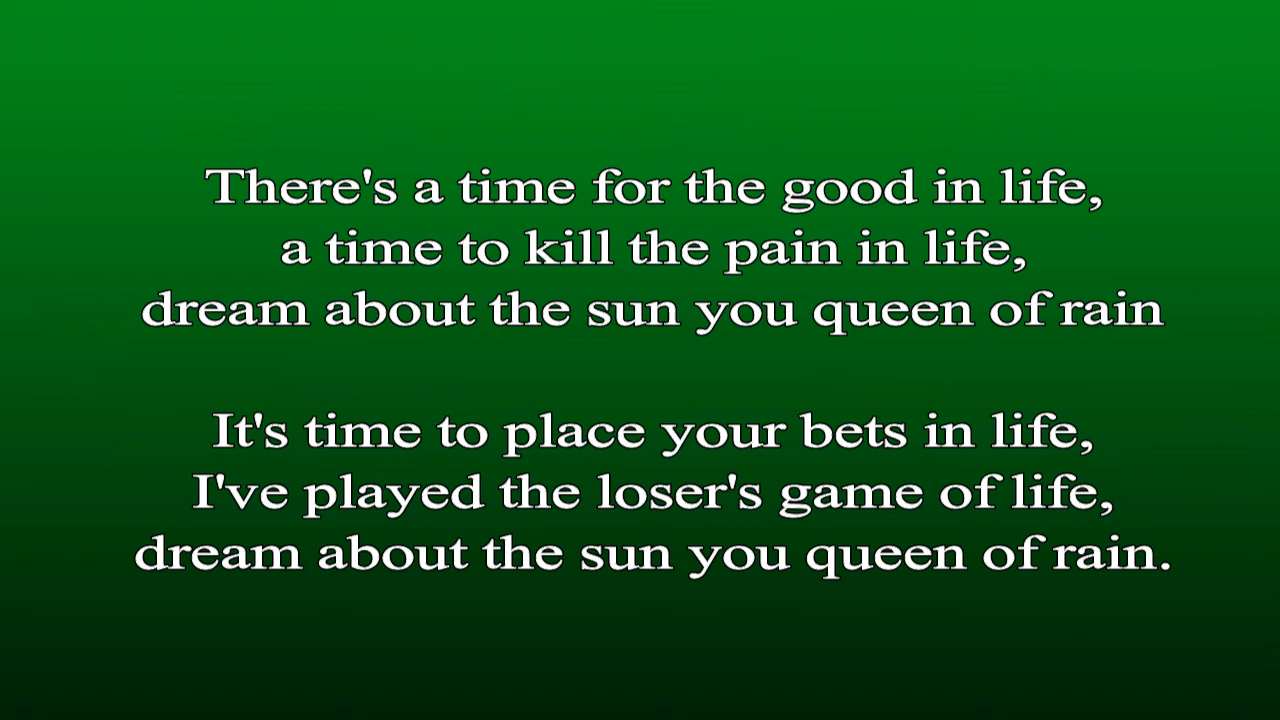 There's a time for the good in life,
a time to kill the pain in life,
dream about the sun you queen of rain
It's time to place your bets in life,
I've played the loser's game of life,
dream about the sun you queen of rain.